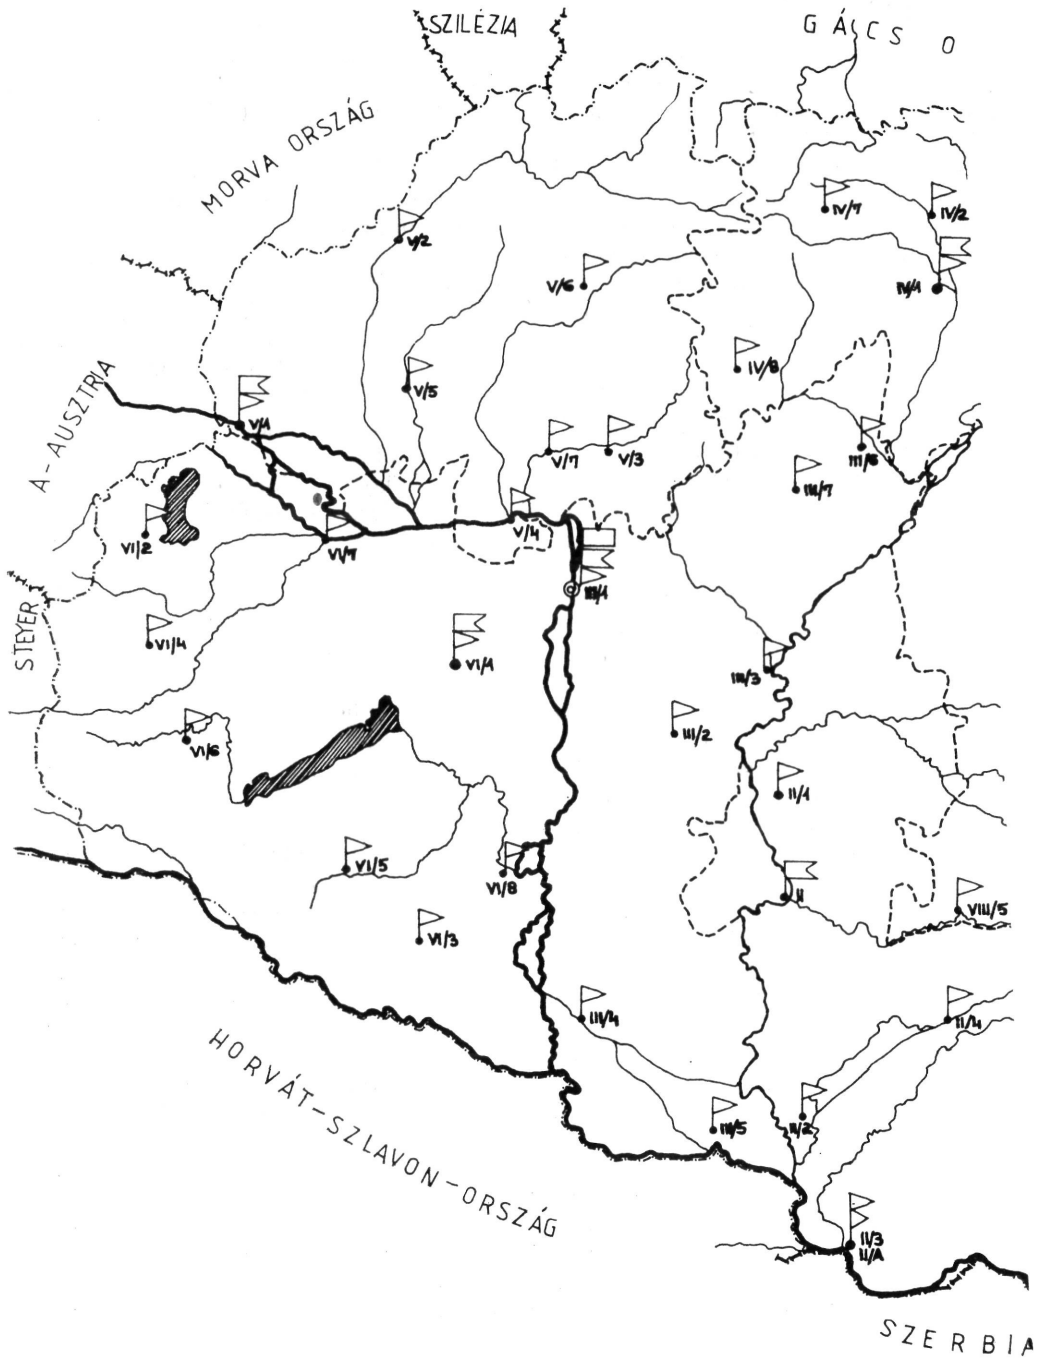 SZILÉZIA
GÁCS O
MORVA ORSZÁG
IV/7
IV/2
V/2
V/6
IV/1
IV/8
A-AUSZTRIA
V/5
V/1
V/7
V/3
III/6
III/7
VI/2
VI/7
V/4
III/1
STEYER
VI/4
VI/1
III/3
VI/6
III/2
II/1
VI/5
VI/8
II
VIII/5
VI/3
III/4
II/4
HORVÁT-SZLAVON-ORSZÁG
III/5
II/2
II/3
II/A
SZERBIA